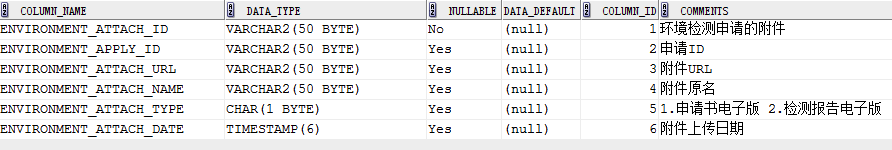 COLUMN_NAME DATA_TYPE NULLABLE DATA_DEFAULT COLUMN_ID COMMENTS
ENVIRONMENT_ATTACH_ID VARCHAR2(50 BYTE) No (null) 1 环境检测申请的附件
ENVIRONMENT_APPLY_ID VARCHAR2(50 BYTE) Yes (null) 2 申请ID
ENVIRONMENT_ATTACH_URL VARCHAR2(50 BYTE) Yes (null) 3 附件URL
ENVIRONMENT_ATTACH_NAME VARCHAR2(50 BYTE) Yes (null) 4 附件原名
ENVIRONMENT_ATTACH_TYPE CHAR(1 BYTE) Yes (null) 5 1.申请书电子版 2.检测报告电子版
ENVIRONMENT_ATTACH_DATE TIMESTAMP(6) Yes (null) 6 附件上传日期